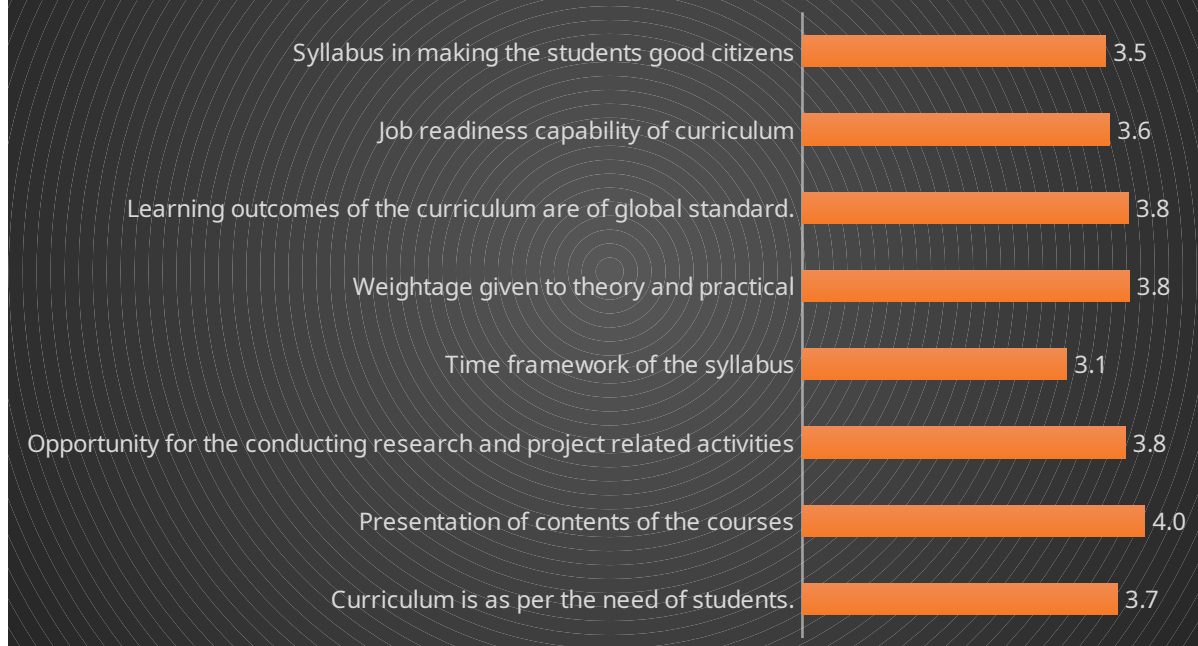 Syllabus in making the students good citizens 3.5
Job readiness capability of curriculum 3.6
Learning outcomes of the curriculum are of global standard. 3.8
Weightage given to theory and practical 3.8
Time framework of the syllabus 3.1
Opportunity for the conducting research and project related activities 3.8
Presentation of contents of the courses 4.0
Curriculum is as per the need of students. 3.7